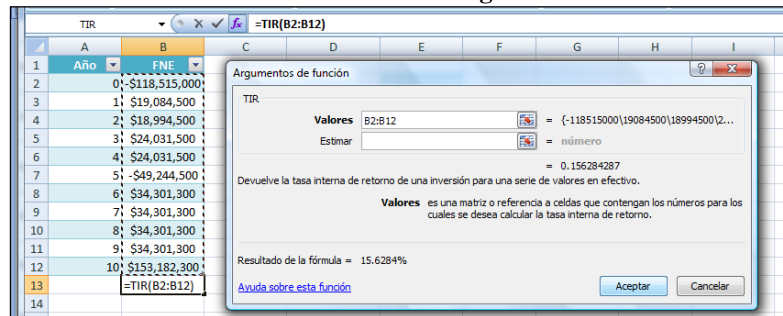 TIR fx =TIR(B2:B12)
A B C D E F G H I
1 Año FNE
2 0 -$118,515,000
3 1 $19,084,500
4 2 $18,994,500
5 3 $24,031,500
6 4 $24,031,500
7 5 -$49,244,500
8 6 $34,301,300
9 7 $34,301,300
10 8 $34,301,300
11 9 $34,301,300
12 10 $153,182,300
13 =TIR(B2:B12)
14
Argumentos de función
TIR
Valores B2:B12 = {-118515000\19084500\18994500\2...
Estimar = número
= 0.156284287
Devuelve la tasa interna de retorno de una inversión para una serie de valores en efectivo.
Valores es una matriz o referencia a celdas que contengan los números para los
cuales se desea calcular la tasa interna de retorno.
Resultado de la fórmula = 15.6284%
Ayuda sobre esta función Aceptar Cancelar